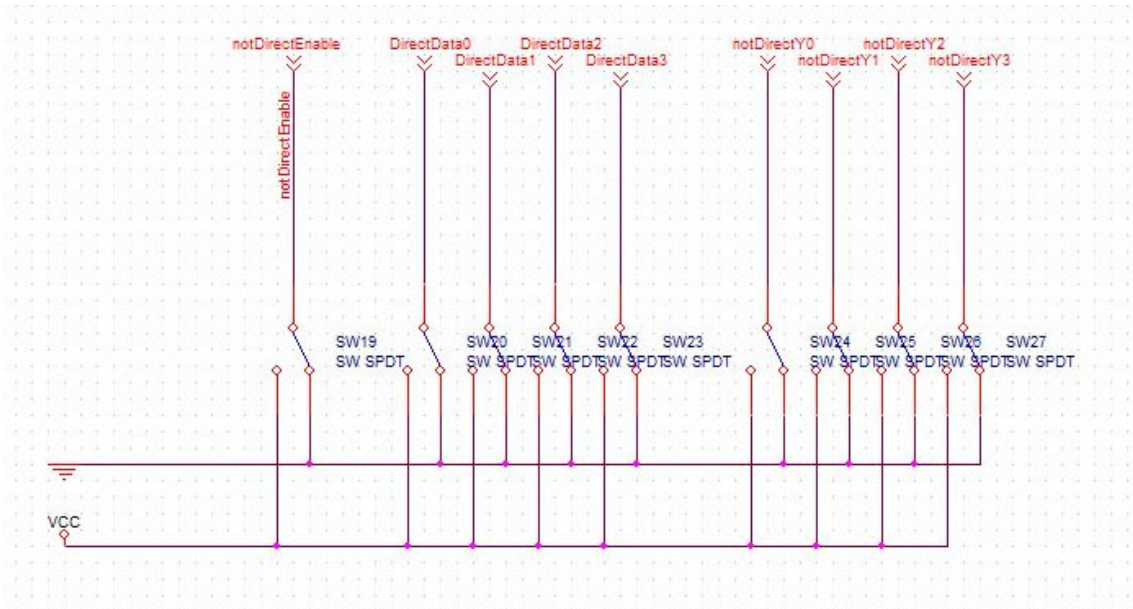 notDirectEnable
DirectData0
DirectData2
notDirectY0
notDirectY2
DirectData1
DirectData3
notDirectY1
notDirectY3
notDirectEnable
SW19
SW20
SW21
SW22
SW23
SW24
SW25
SW26
SW27
SW SPDT
SW SPDT
SW SPDT
SW SPDT
SW SPDT
SW SPDT
SW SPDT
SW SPDT
SW SPDT
VCC